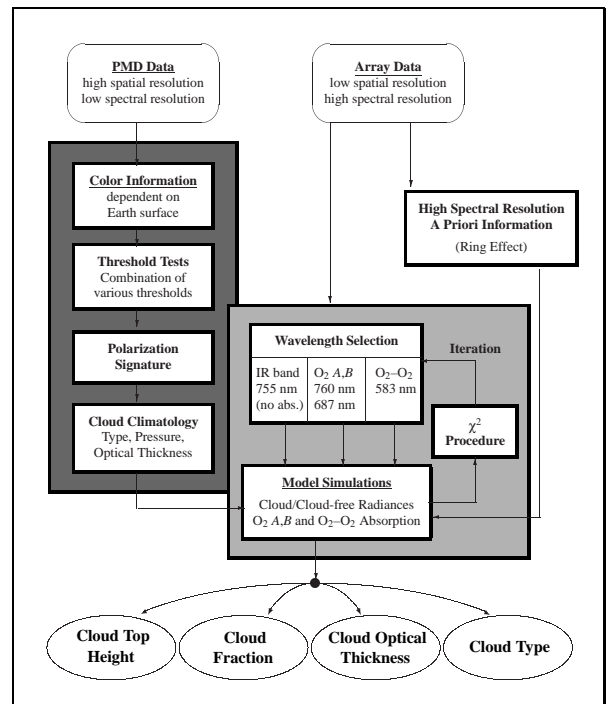 PMD Data
high spatial resolution
low spectral resolution
Array Data
low spatial resolution
high spectral resolution
Color Information
dependent on
Earth surface
Threshold Tests
Combination of
various thresholds
Polarization
Signature
Cloud Climatology
Type, Pressure,
Optical Thickness
High Spectral Resolution
A Priori Information
(Ring Effect)
Wavelength Selection
IR band
755 nm
(no abs.)
O₂ A,B
760 nm
687 nm
O₂–O₂
583 nm
Iteration
χ²
Procedure
Model Simulations
Cloud/Cloud-free Radiances
O₂ A,B and O₂–O₂ Absorption
Cloud Top
Height
Cloud
Fraction
Cloud Optical
Thickness
Cloud Type